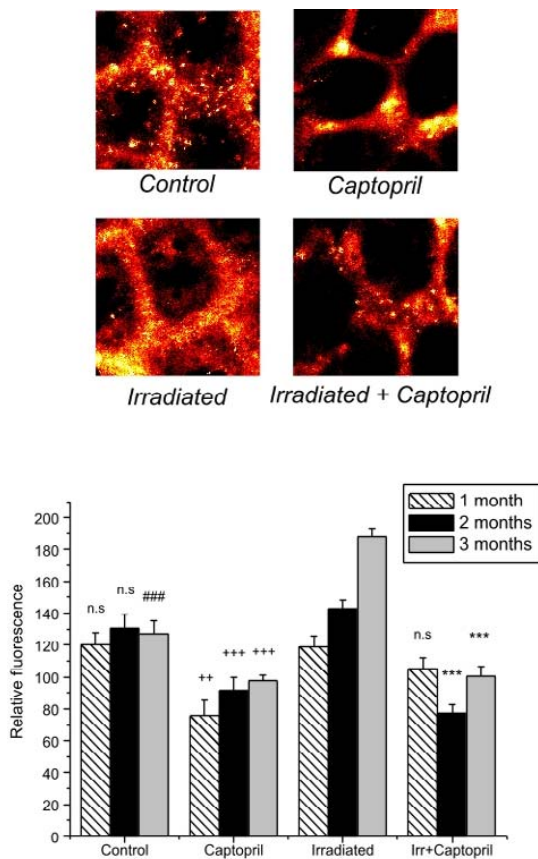 Control Captopril
Irradiated Irradiated + Captopril
1 month
2 months
3 months
Relative fluorescence
200
180
160
140
120
100
80
60
40
20
0
n.s n.s ###
++ +++ +++
n.s *** ***
Control Captopril Irradiated Irr+Captopril